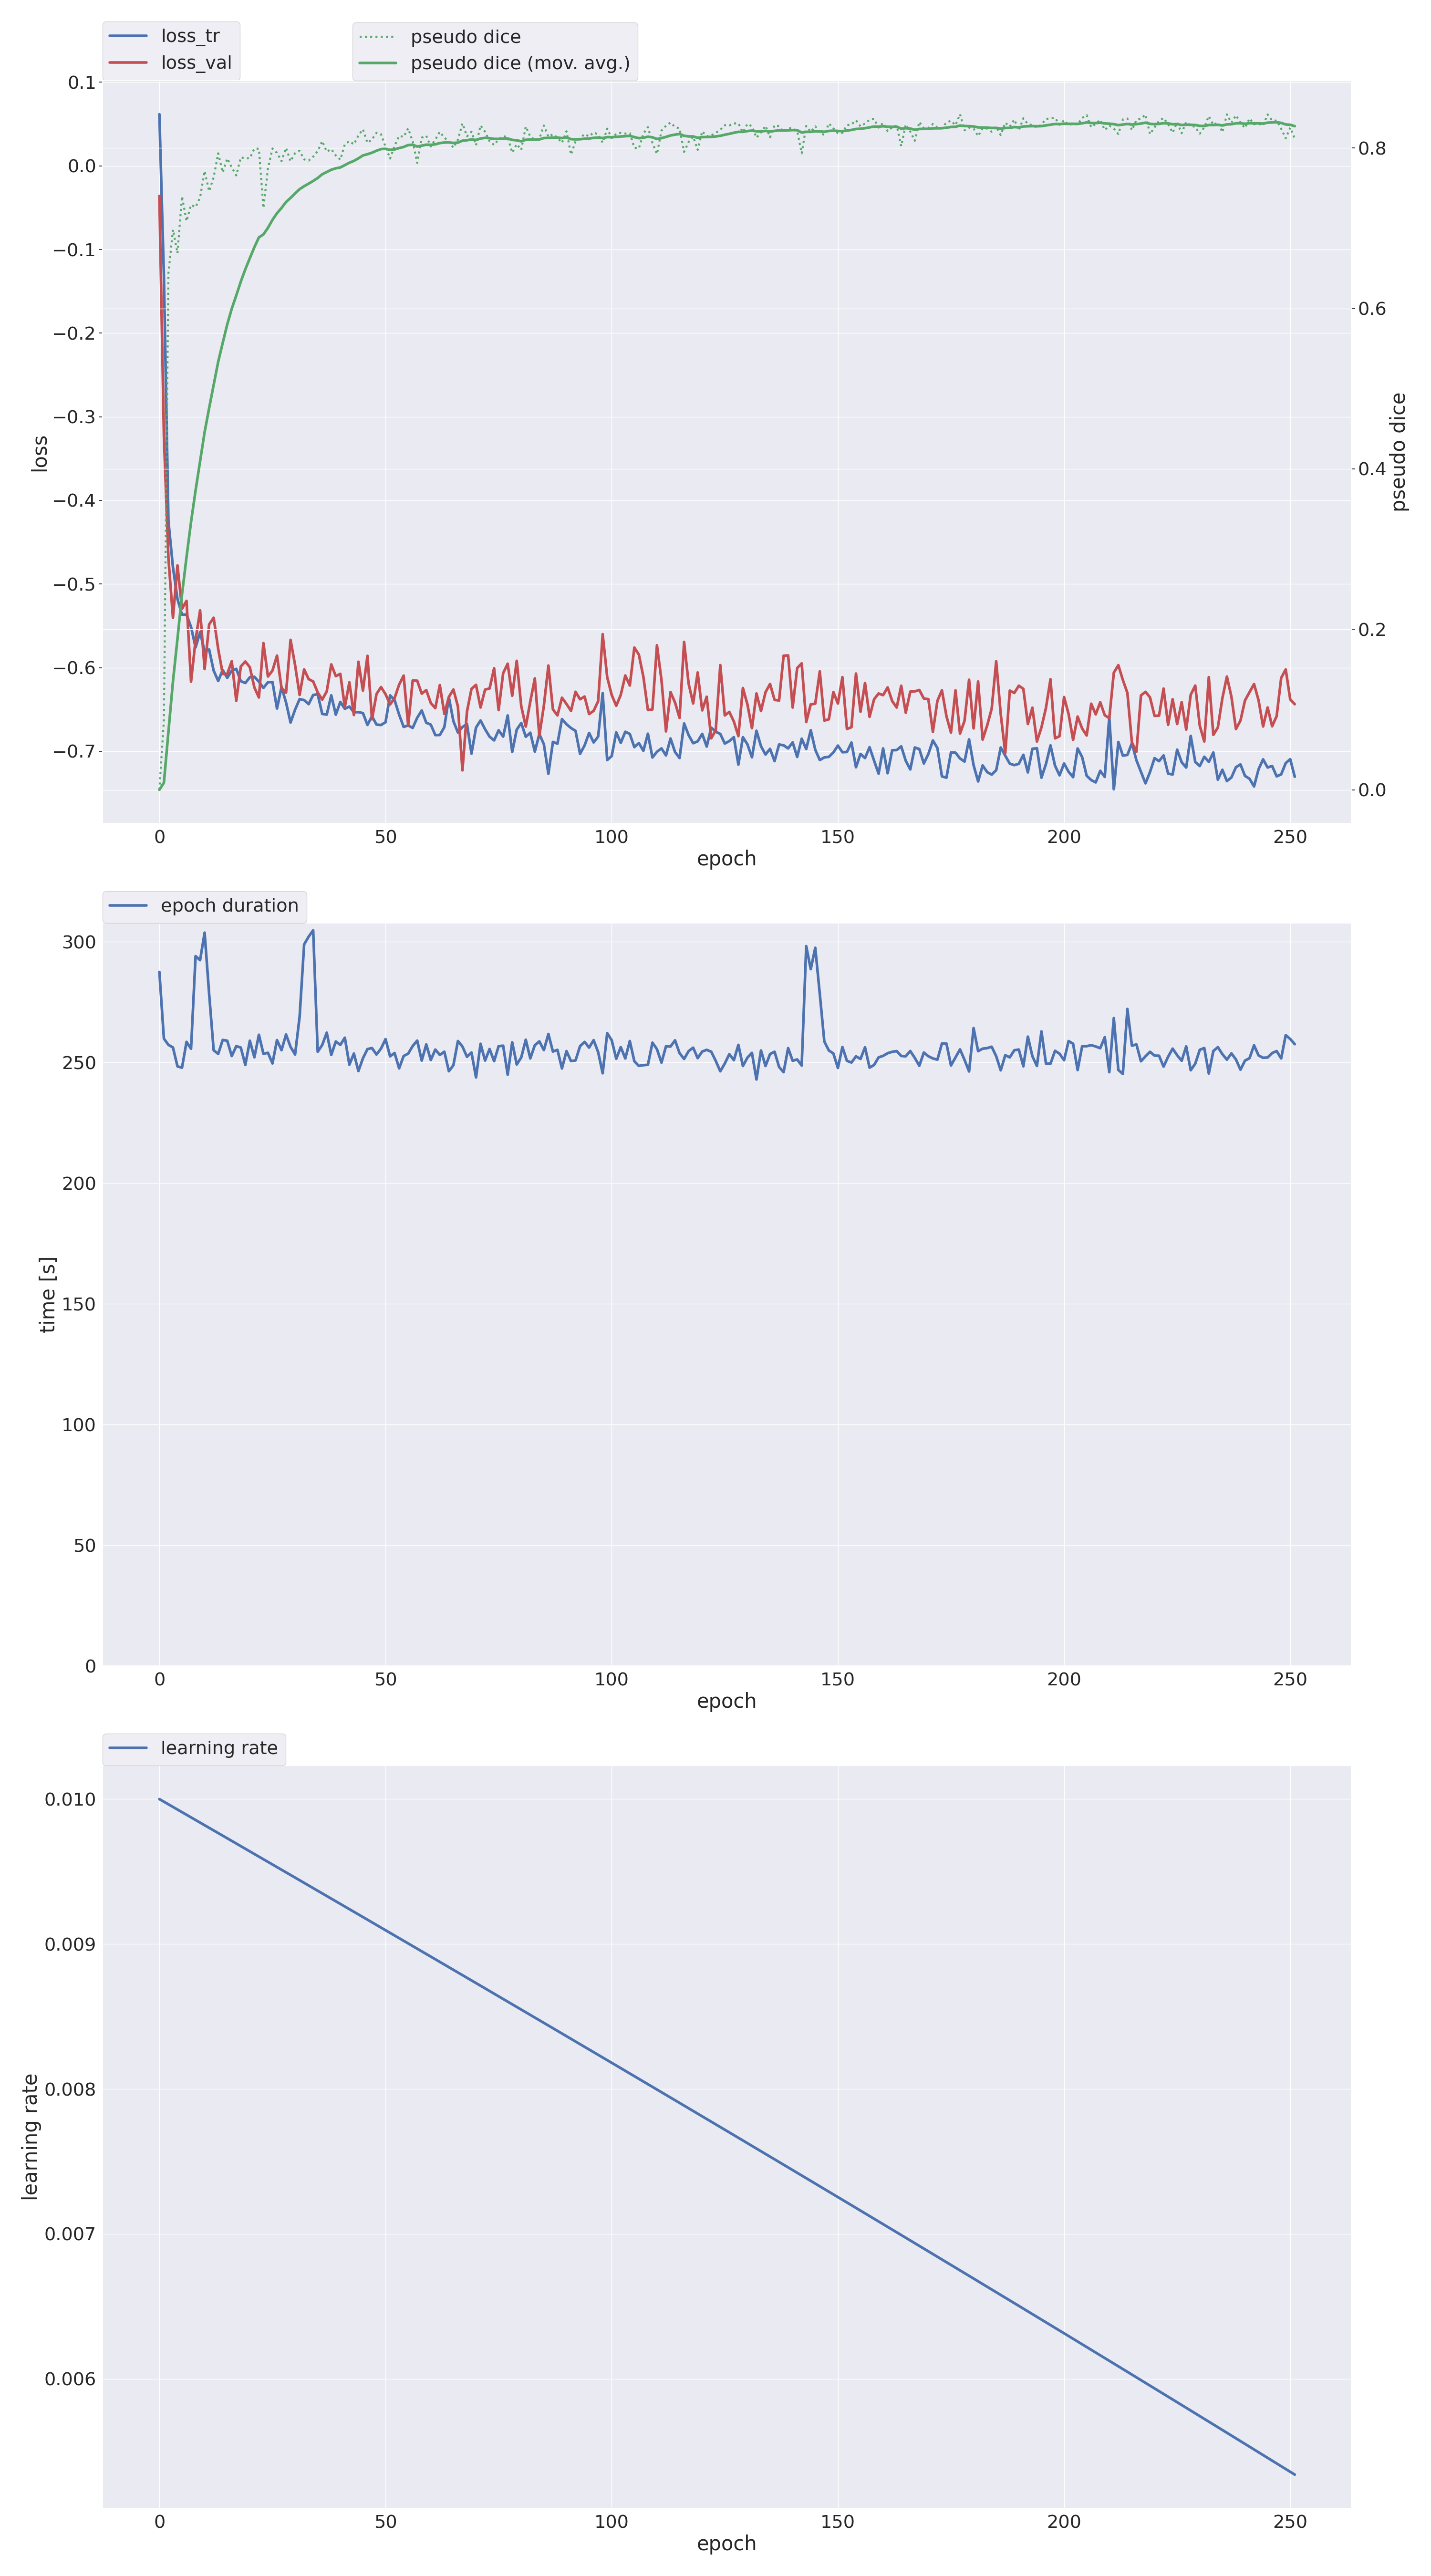 loss_tr
loss_val
pseudo dice
pseudo dice (mov. avg.)
0.1
0.0
−0.1
−0.2
−0.3
−0.4
−0.5
−0.6
−0.7
loss
0.8
0.6
0.4
0.2
0.0
pseudo dice
0 50 100 150 200 250
epoch
epoch duration
300
250
200
150
100
50
0
time [s]
0 50 100 150 200 250
epoch
learning rate
0.010
0.009
0.008
0.007
0.006
learning rate
0 50 100 150 200 250
epoch